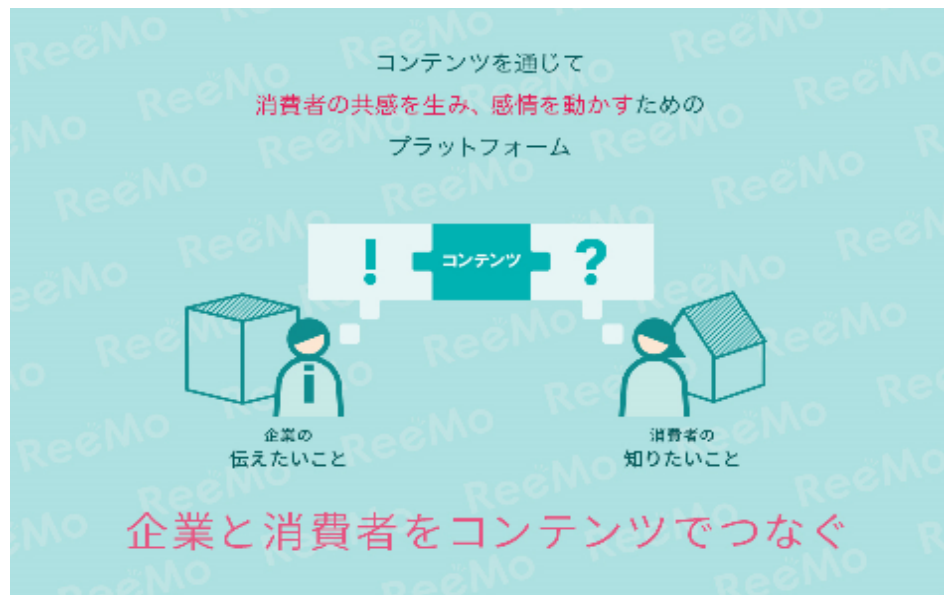 コンテンツを通じて
消費者の共感を生み、感情を動かすための
プラットフォーム
! コンテンツ ?
企業の
伝えたいこと
消費者の
知りたいこと
企業と消費者をコンテンツでつなぐ
ReeMo